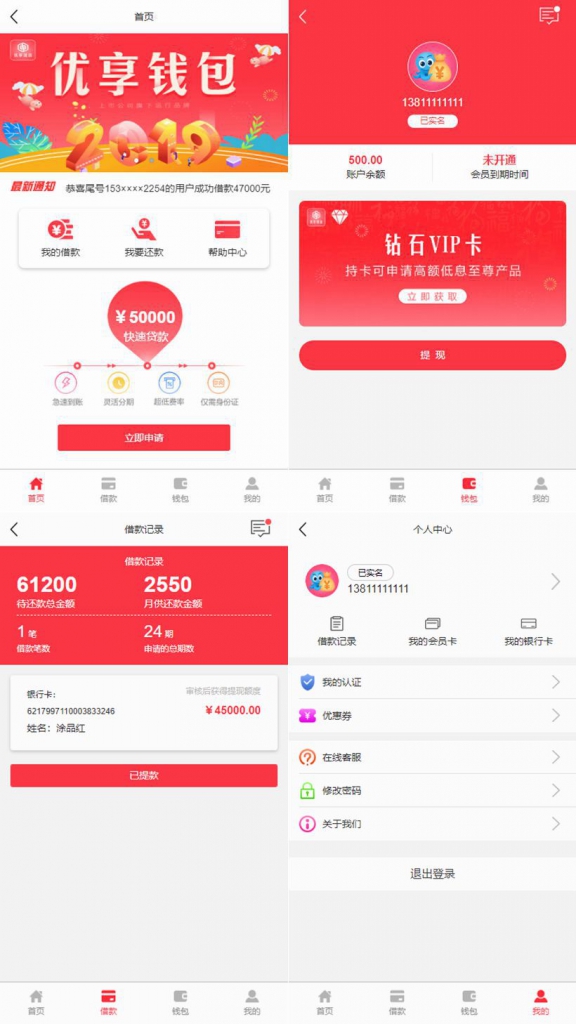 首页
优享钱包
2019
最新通知
恭喜尾号153××××2254的用户成功借款47000元
我的借款
我要还款
帮助中心
￥50000
快速贷款
急速到账
灵活分期
超低费率
仅需身份证
立即申请
首页
借款
钱包
我的
13811111111
已实名
500.00
账户余额
未开通
会员到期时间
钻石VIP卡
持卡可申请高额低息至尊产品
立即获取
提现
首页
借款
钱包
我的
借款记录
借款记录
61200
待还款总金额
2550
月供还款金额
1 笔
借款笔数
24 期
申请的总期数
银行卡：
审核后获得提现额度
6217997110003833246
￥45000.00
姓名：涂品红
已提款
首页
借款
钱包
我的
个人中心
已实名
13811111111
借款记录
我的会员卡
我的银行卡
我的认证
优惠券
在线客服
修改密码
关于我们
退出登录
首页
借款
钱包
我的